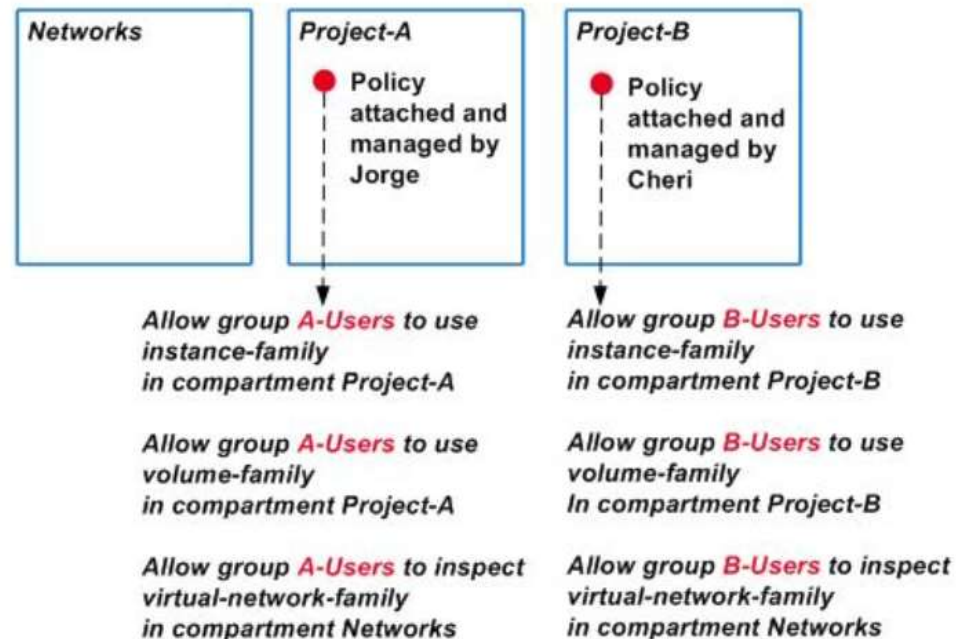 Networks
Project-A
Policy
attached and
managed by
Jorge
Project-B
Policy
attached and
managed by
Cheri
Allow group A-Users to use
instance-family
in compartment Project-A
Allow group A-Users to use
volume-family
in compartment Project-A
Allow group A-Users to inspect
virtual-network-family
in compartment Networks
Allow group B-Users to use
instance-family
in compartment Project-B
Allow group B-Users to use
volume-family
In compartment Project-B
Allow group B-Users to inspect
virtual-network-family
in compartment Networks